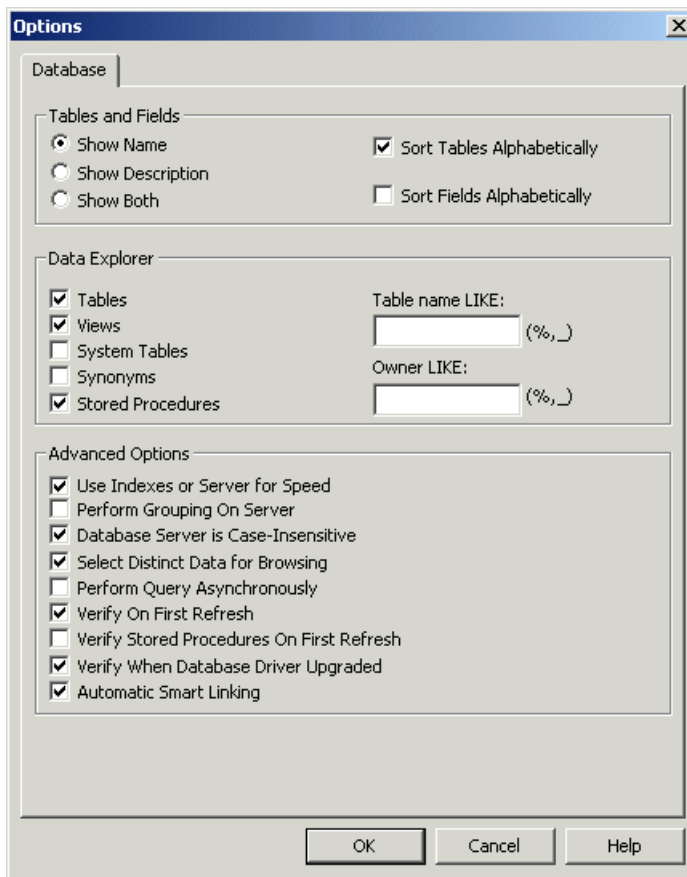 Options
Database
Tables and Fields
Show Name
Show Description
Show Both
Sort Tables Alphabetically
Sort Fields Alphabetically
Data Explorer
Tables
Views
System Tables
Synonyms
Stored Procedures
Table name LIKE:
(%,_)
Owner LIKE:
(%,_)
Advanced Options
Use Indexes or Server for Speed
Perform Grouping On Server
Database Server is Case-Insensitive
Select Distinct Data for Browsing
Perform Query Asynchronously
Verify On First Refresh
Verify Stored Procedures On First Refresh
Verify When Database Driver Upgraded
Automatic Smart Linking
OK Cancel Help